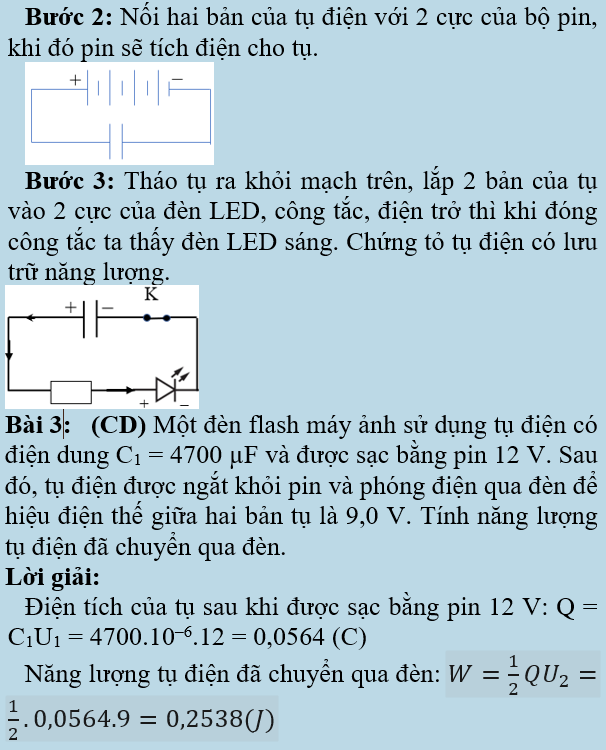 Bước 2: Nối hai bản của tụ điện với 2 cực của bộ pin,
khi đó pin sẽ tích điện cho tụ.
+ −
Bước 3: Tháo tụ ra khỏi mạch trên, lắp 2 bản của tụ
vào 2 cực của đèn LED, công tắc, điện trở thì khi đóng
công tắc ta thấy đèn LED sáng. Chứng tỏ tụ điện có lưu
trữ năng lượng.
+ − K
+ −
Bài 3: (CD) Một đèn flash máy ảnh sử dụng tụ điện có
điện dung C₁ = 4700 μF và được sạc bằng pin 12 V. Sau
đó, tụ điện được ngắt khỏi pin và phóng điện qua đèn để
hiệu điện thế giữa hai bản tụ là 9,0 V. Tính năng lượng
tụ điện đã chuyển qua đèn.
Lời giải:
Điện tích của tụ sau khi được sạc bằng pin 12 V: Q =
C₁U₁ = 4700.10⁻⁶.12 = 0,0564 (C)
Năng lượng tụ điện đã chuyển qua đèn: W = ½QU₂ =
½.0,0564.9 = 0,2538(J)